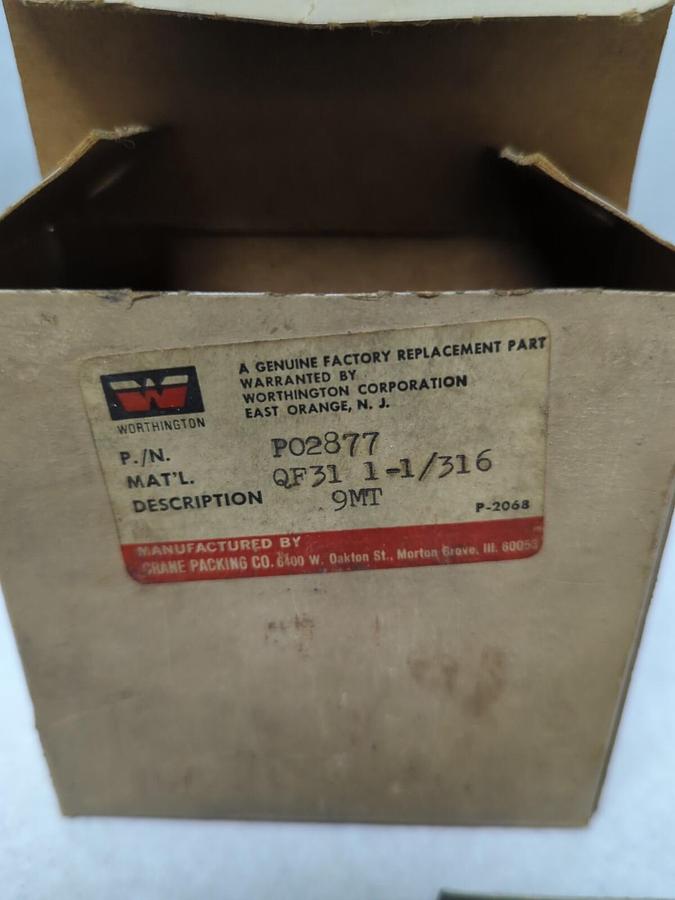 W
WORTHINGTON
A GENUINE FACTORY REPLACEMENT PART
WARRANTED BY
WORTHINGTON CORPORATION
EAST ORANGE, N. J.
P./N. PO2877
MAT'L. QF31 1-1/316
DESCRIPTION 9MT
P-2068
MANUFACTURED BY
CRANE PACKING CO. 6400 W. Oakton St., Morton Grove, Ill. 60053